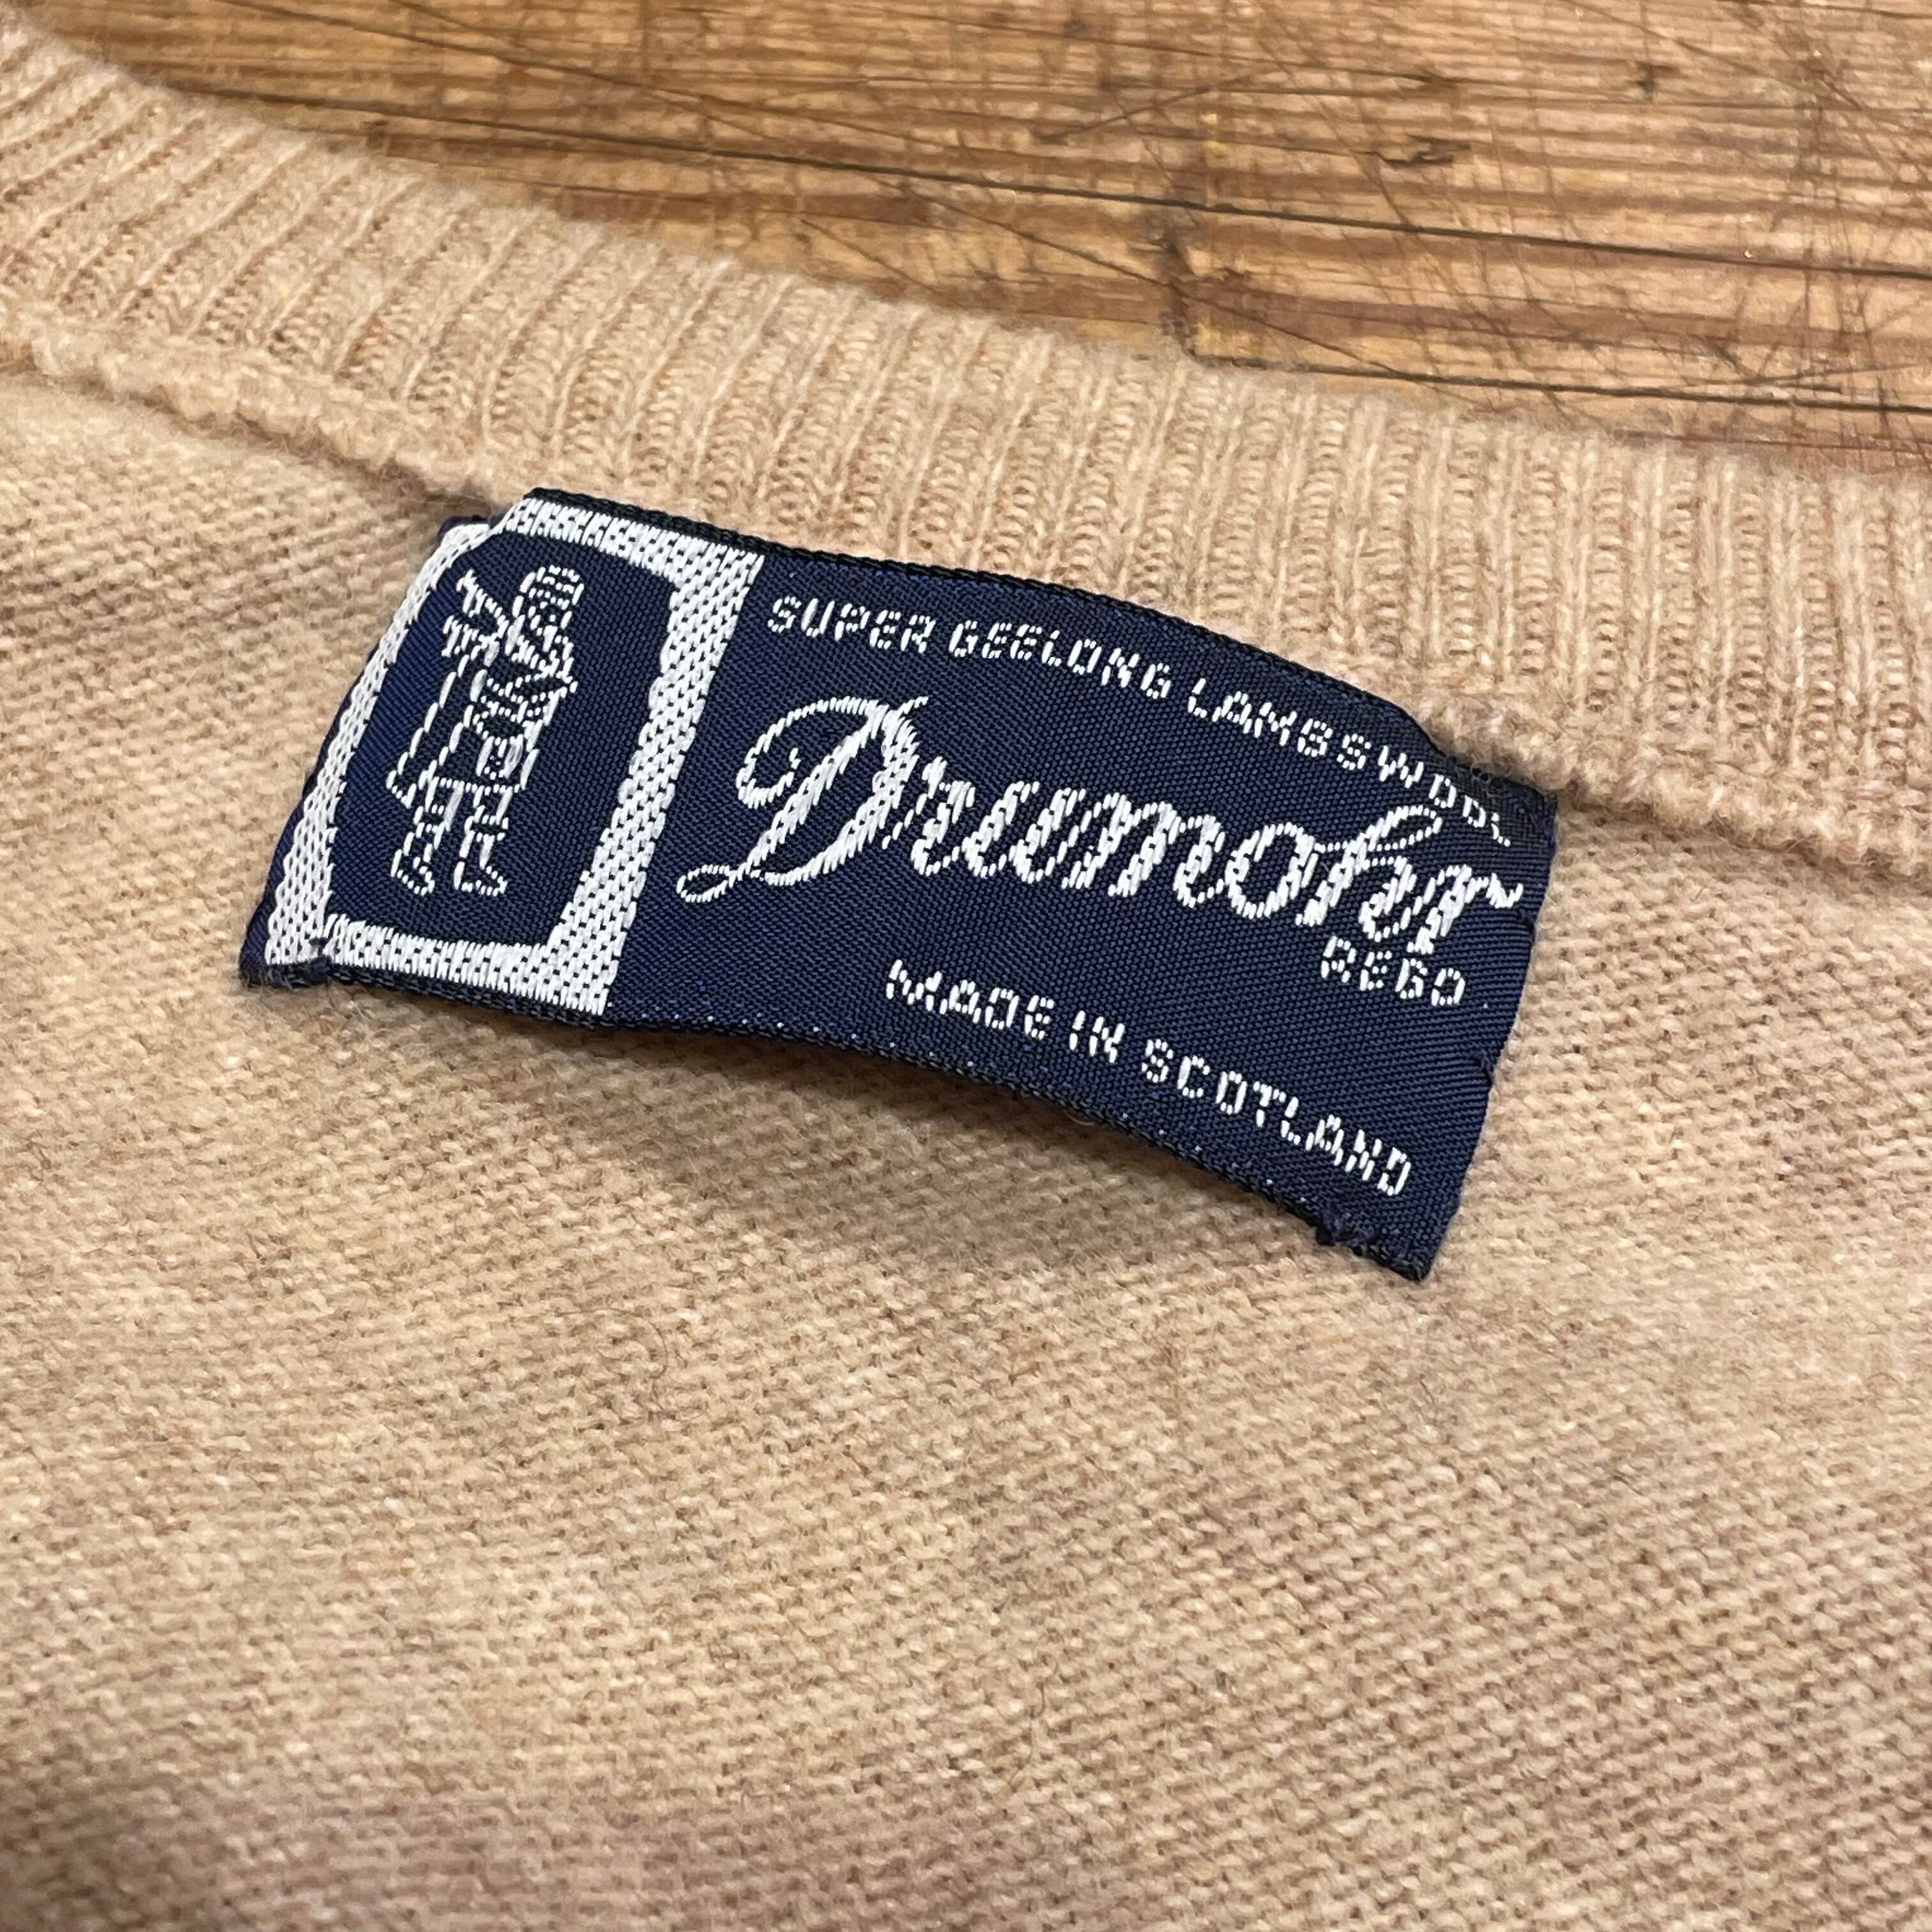 SUPER GEELONG LAMBSWOOL
Drumohr
REGD
MADE IN SCOTLAND